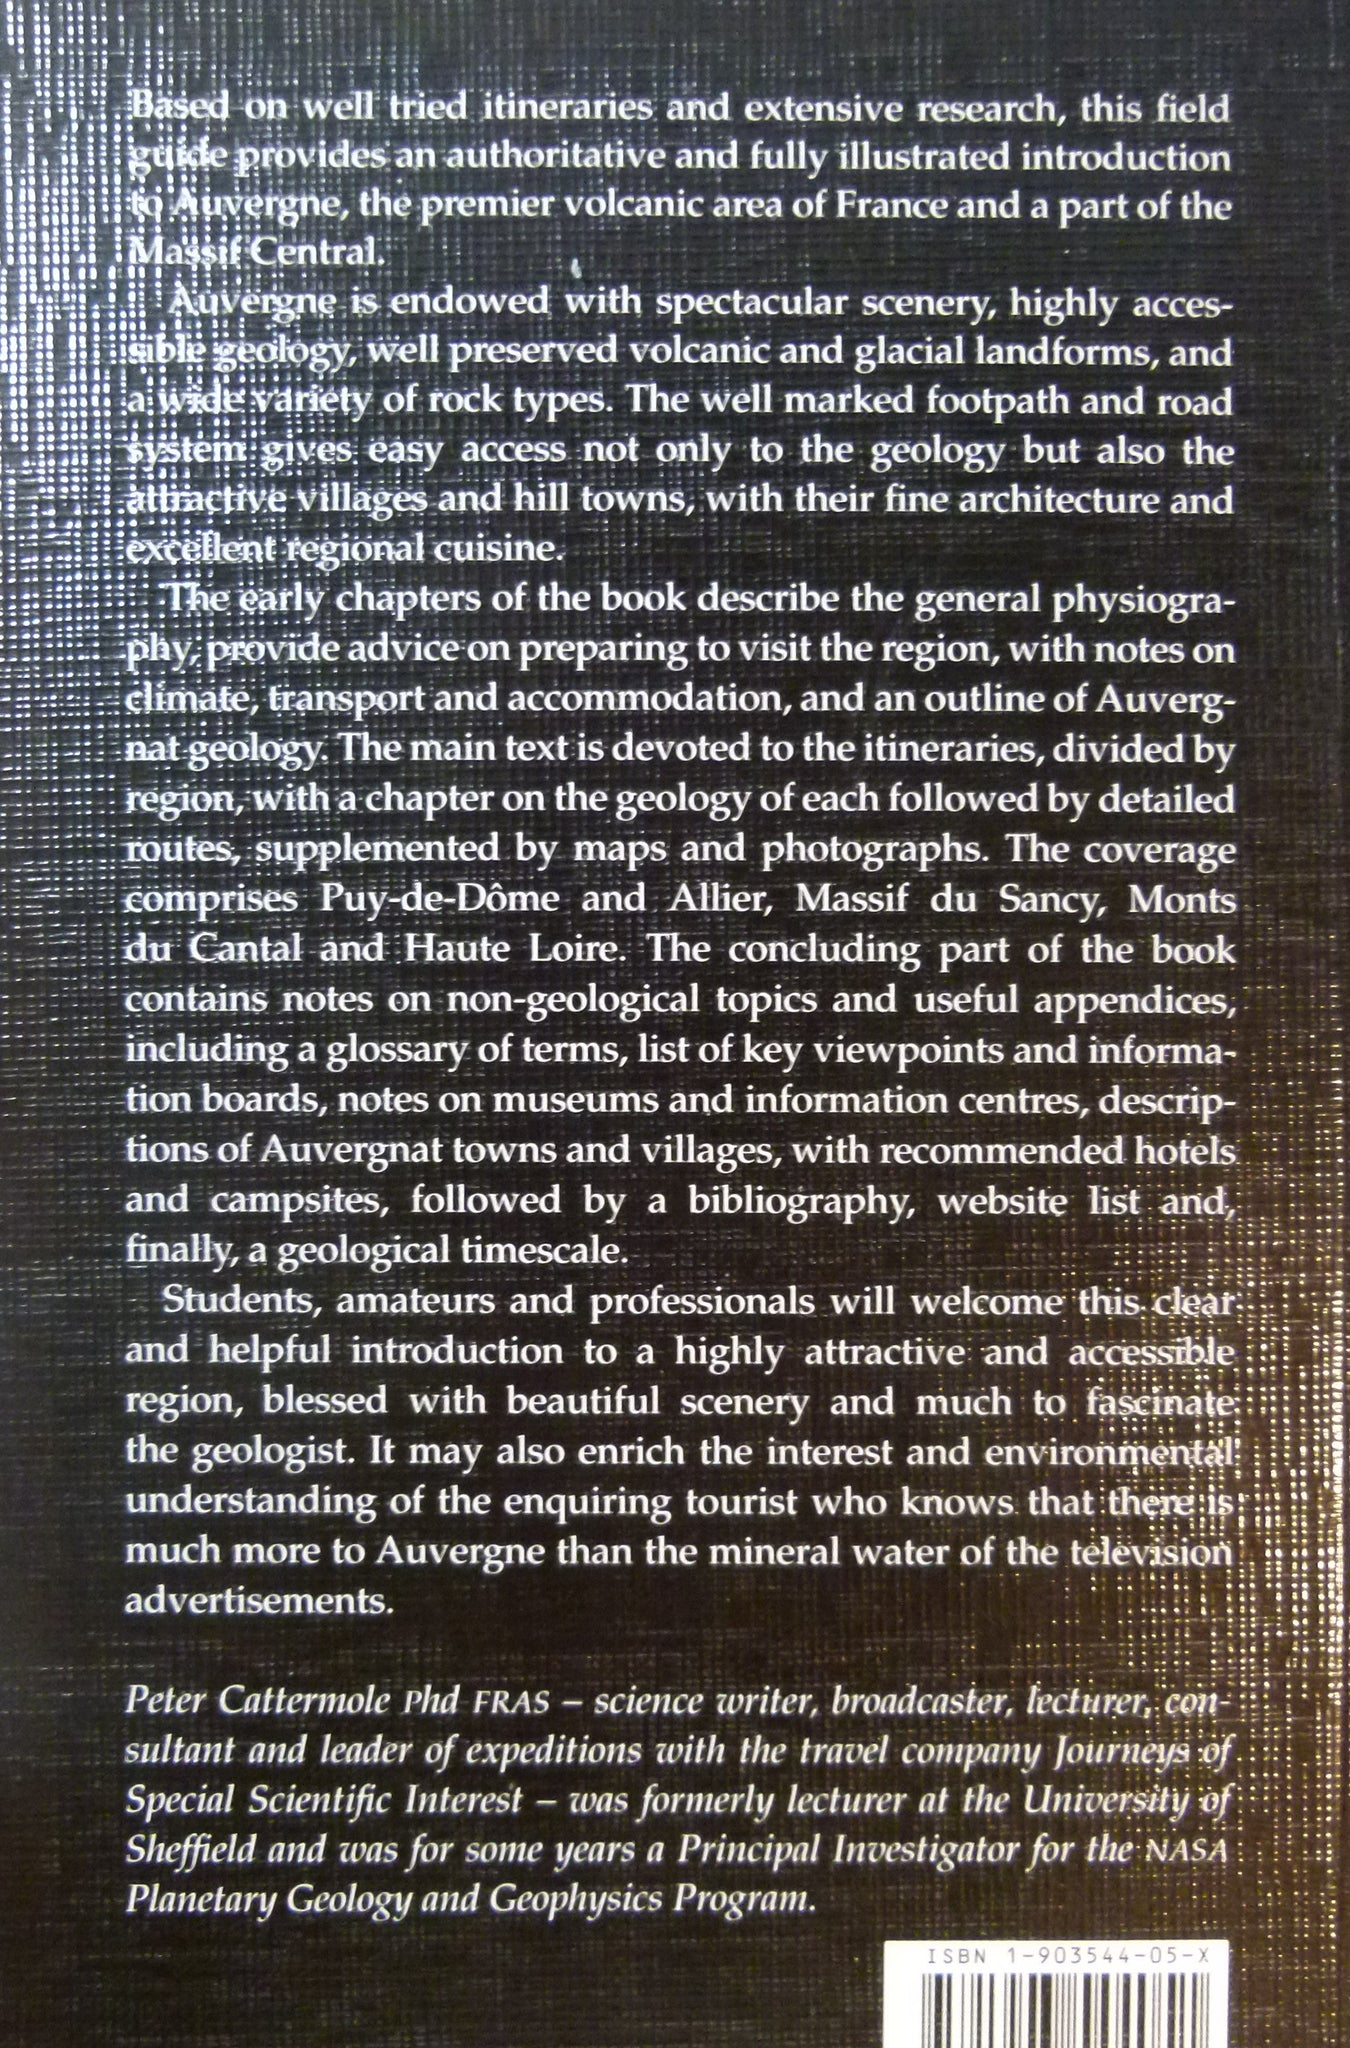 Based on well tried itineraries and extensive research, this field
guide provides an authoritative and fully illustrated introduction
to Auvergne, the premier volcanic area of France and a part of the
Massif Central.
Auvergne is endowed with spectacular scenery, highly acces-
sible geology, well preserved volcanic and glacial landforms, and
a wide variety of rock types. The well marked footpath and road
system gives easy access not only to the geology but also the
attractive villages and hill towns, with their fine architecture and
excellent regional cuisine.
The early chapters of the book describe the general physiogra-
phy, provide advice on preparing to visit the region, with notes on
climate, transport and accommodation, and an outline of Auverg-
nat geology. The main text is devoted to the itineraries, divided by
region, with a chapter on the geology of each followed by detailed
routes, supplemented by maps and photographs. The coverage
comprises Puy-de-Dôme and Allier, Massif du Sancy, Monts
du Cantal and Haute Loire. The concluding part of the book
contains notes on non-geological topics and useful appendices,
including a glossary of terms, list of key viewpoints and informa-
tion boards, notes on museums and information centres, descrip-
tions of Auvergnat towns and villages, with recommended hotels
and campsites, followed by a bibliography, website list and,
finally, a geological timescale.
Students, amateurs and professionals will welcome this clear
and helpful introduction to a highly attractive and accessible
region, blessed with beautiful scenery and much to fascinate
the geologist. It may also enrich the interest and environmental
understanding of the enquiring tourist who knows that there is
much more to Auvergne than the mineral water of the television
advertisements.
Peter Cattermole Phd FRAS – science writer, broadcaster, lecturer, con-
sultant and leader of expeditions with the travel company Journeys of
Special Scientific Interest – was formerly lecturer at the University of
Sheffield and was for some years a Principal Investigator for the NASA
Planetary Geology and Geophysics Program.
ISBN 1-903544-05-X